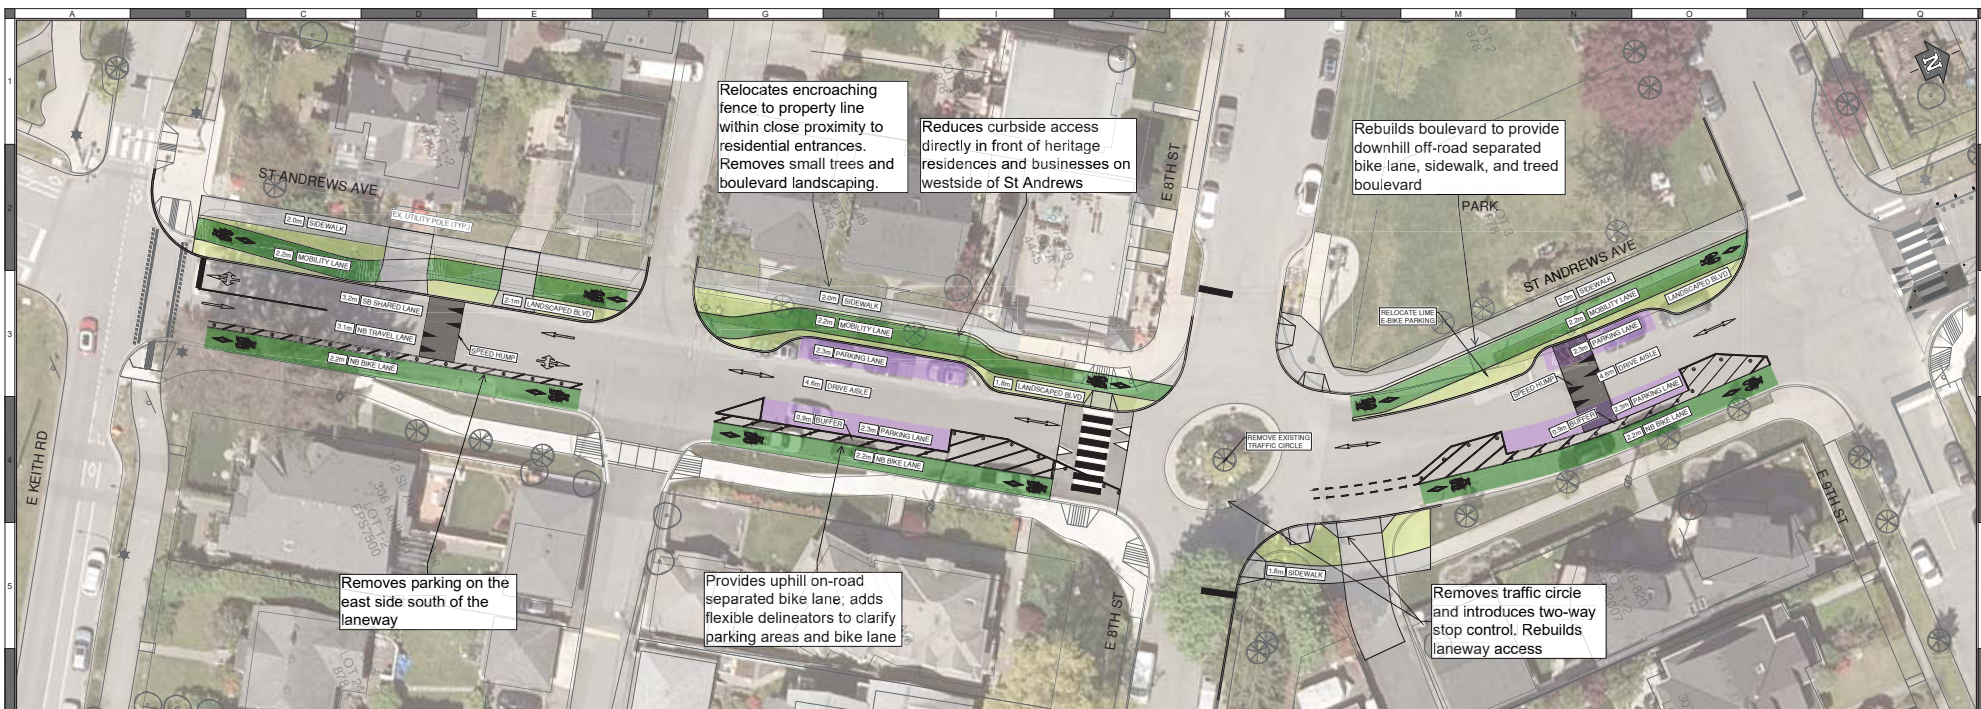 A B C D E F G H I J K L M N O P Q
1
2
3
4
5
N
Relocates encroaching
fence to property line
within close proximity to
residential entrances.
Removes small trees and
boulevard landscaping.
Reduces curbside access
directly in front of heritage
residences and businesses on
westside of St Andrews
Rebuilds boulevard to provide
downhill off-road separated
bike lane, sidewalk, and treed
boulevard
PARK
ST ANDREWS AVE
E 8TH ST
ST ANDREWS AVE
EX. UTILITY POLE (TYP.)
2.0m SIDEWALK
2.2m MOBILITY LANE
3.2m SB SHARED LANE
2.1m LANDSCAPED BLVD
3.1m NB TRAVEL LANE
SPEED HUMP
2.2m NB BIKE LANE
2.0m SIDEWALK
2.2m MOBILITY LANE
2.3m PARKING LANE
4.6m DRIVE AISLE
1.8m LANDSCAPED BLVD
0.9m BUFFER
2.3m PARKING LANE
2.2m NB BIKE LANE
REMOVE EXISTING
TRAFFIC CIRCLE
RELOCATE LIME
E-BIKE PARKING
2.0m SIDEWALK
2.2m MOBILITY LANE
LANDSCAPED BLVD
2.3m PARKING LANE
4.6m DRIVE AISLE
SPEED HUMP
2.3m PARKING LANE
0.9m BUFFER
2.2m NB BIKE LANE
1.8m SIDEWALK
E KEITH RD
E 8TH ST
E 9TH ST
Removes parking on the
east side south of the
laneway
Provides uphill on-road
separated bike lane; adds
flexible delineators to clarify
parking areas and bike lane
Removes traffic circle
and introduces two-way
stop control. Rebuilds
laneway access